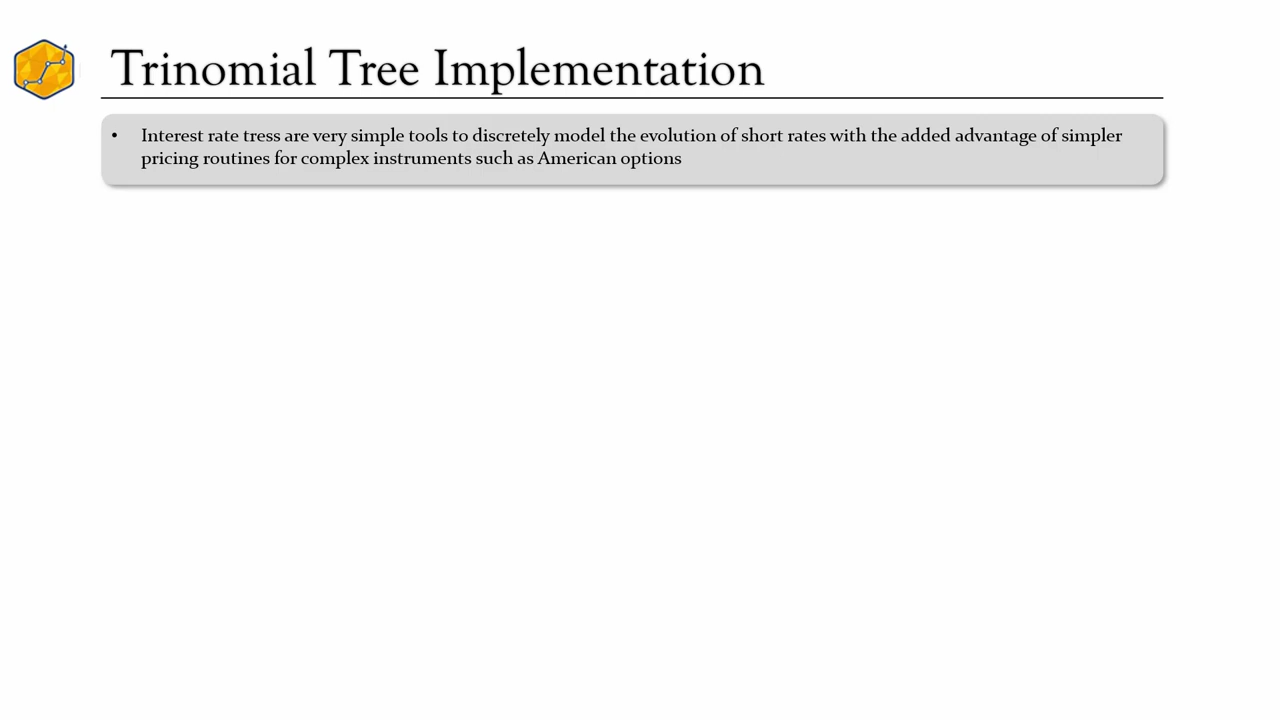 Trinomial Tree Implementation
• Interest rate tress are very simple tools to discretely model the evolution of short rates with the added advantage of simpler
pricing routines for complex instruments such as American options